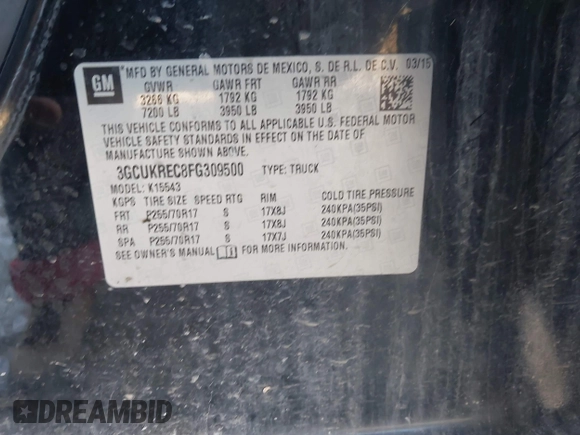 GM
*MFD BY GENERAL MOTORS DE MEXICO, S. DE R.L. DE C.V. 03/15
GVWR GAWR FRT GAWR RR
3266 KG 1792 KG 1792 KG
7200 LB 3950 LB 3950 LB
THIS VEHICLE CONFORMS TO ALL APPLICABLE U.S. FEDERAL MOTOR
VEHICLE SAFETY STANDARDS IN EFFECT ON THE DATE OF
MANUFACTURE SHOWN ABOVE.
3GCUKREC8FG309500 TYPE: TRUCK
MODEL: K15543
KGPS TIRE SIZE SPEED RTG RIM COLD TIRE PRESSURE
FRT P255/70R17 S 17X8J 240KPA(35PSI)
RR P255/70R17 S 17X8J 240KPA(35PSI)
SPA P255/70R17 S 17X7J 240KPA(35PSI)
SEE OWNER'S MANUAL FOR MORE INFORMATION.
DREAMBID